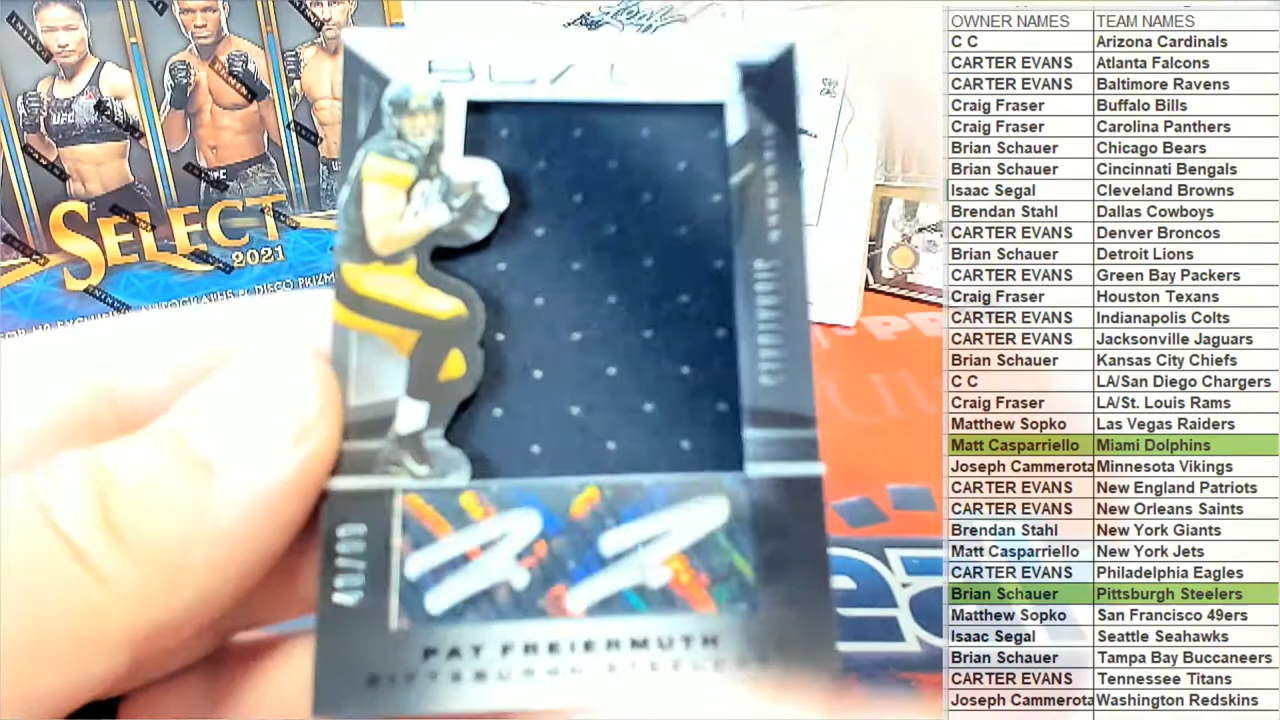 Leaf
UFC
SELECT
2021
SIGNATURES
40/99
PAT FREIERMUTH
PITTSBURGH STEELERS
OWNER NAMES TEAM NAMES
C C Arizona Cardinals
CARTER EVANS Atlanta Falcons
CARTER EVANS Baltimore Ravens
Craig Fraser Buffalo Bills
Craig Fraser Carolina Panthers
Brian Schauer Chicago Bears
Brian Schauer Cincinnati Bengals
Isaac Segal Cleveland Browns
Brendan Stahl Dallas Cowboys
CARTER EVANS Denver Broncos
Brian Schauer Detroit Lions
CARTER EVANS Green Bay Packers
Craig Fraser Houston Texans
CARTER EVANS Indianapolis Colts
CARTER EVANS Jacksonville Jaguars
Brian Schauer Kansas City Chiefs
C C LA/San Diego Chargers
Craig Fraser LA/St. Louis Rams
Matthew Sopko Las Vegas Raiders
Matt Casparriello Miami Dolphins
Joseph Cammerota Minnesota Vikings
CARTER EVANS New England Patriots
CARTER EVANS New Orleans Saints
Brendan Stahl New York Giants
Matt Casparriello New York Jets
CARTER EVANS Philadelphia Eagles
Brian Schauer Pittsburgh Steelers
Matthew Sopko San Francisco 49ers
Isaac Segal Seattle Seahawks
Brian Schauer Tampa Bay Buccaneers
CARTER EVANS Tennessee Titans
Joseph Cammerota Washington Redskins